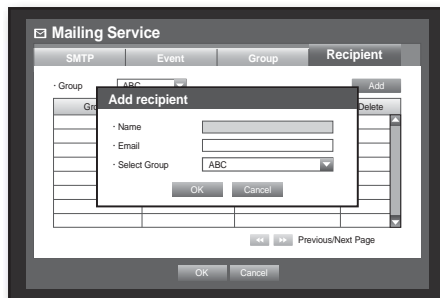 Mailing Service
SMTP Event Group Recipient
· Group ABC Add
Delete
Add recipient
· Name
· Email
· Select Group ABC
OK Cancel
Previous/Next Page
OK Cancel